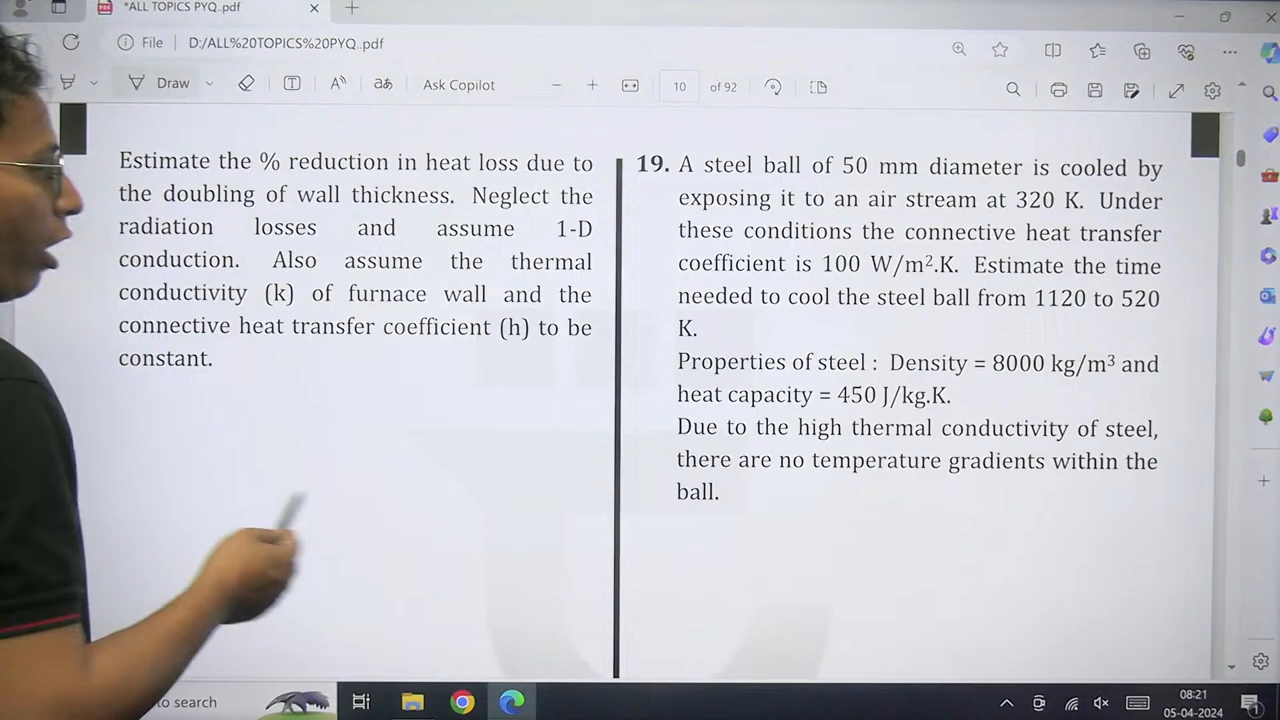 *ALL TOPICS PYQ..pdf
File
D:/ALL%20TOPICS%20PYQ..pdf
Draw
Ask Copilot
10
of 92
Estimate the % reduction in heat loss due to
the doubling of wall thickness. Neglect the
radiation losses and assume 1-D
conduction. Also assume the thermal
conductivity (k) of furnace wall and the
connective heat transfer coefficient (h) to be
constant.
19. A steel ball of 50 mm diameter is cooled by
exposing it to an air stream at 320 K. Under
these conditions the connective heat transfer
coefficient is 100 W/m².K. Estimate the time
needed to cool the steel ball from 1120 to 520
K.
Properties of steel : Density = 8000 kg/m³ and
heat capacity = 450 J/kg.K.
Due to the high thermal conductivity of steel,
there are no temperature gradients within the
ball.
to search
08:21
05-04-2024